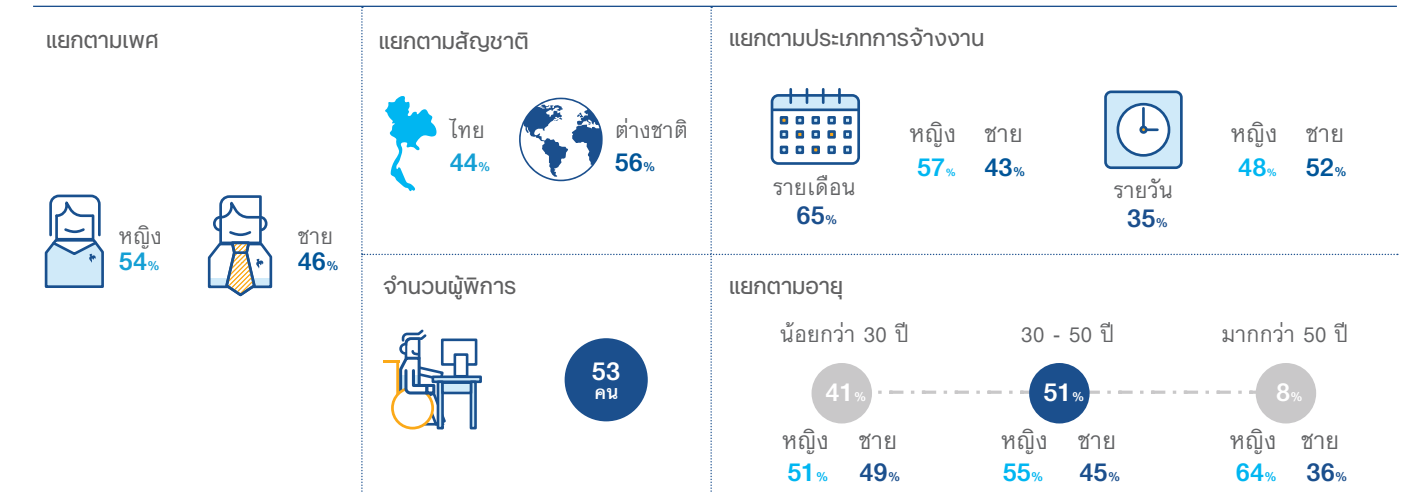 แยกตามเพศ
หญิง
54%
ชาย
46%
แยกตามสัญชาติ
ไทย
44%
ต่างชาติ
56%
จำนวนผู้พิการ
53
คน
แยกตามประเภทการจ้างงาน
รายเดือน
65%
หญิง ชาย
57% 43%
รายวัน
35%
หญิง ชาย
48% 52%
แยกตามอายุ
น้อยกว่า 30 ปี
41%
หญิง ชาย
51% 49%
30 - 50 ปี
51%
หญิง ชาย
55% 45%
มากกว่า 50 ปี
8%
หญิง ชาย
64% 36%